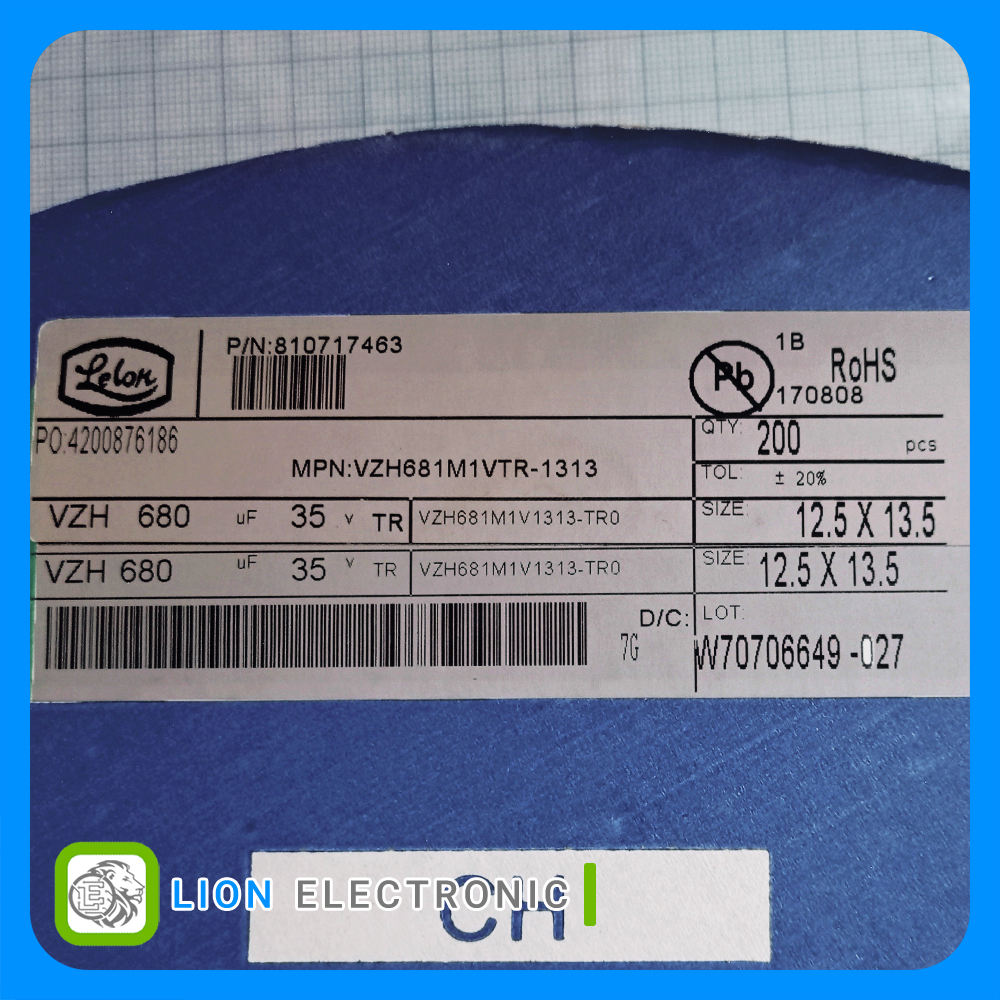 Lelon
P/N:810717463
Pb
1B
RoHS
170808
PO:4200876186
MPN:VZH681M1VTR-1313
QTY: 200 pcs
TOL: ± 20%
VZH 680 uF 35 V TR VZH681M1V1313-TR0 SIZE: 12.5 X 13.5
VZH 680 uF 35 V TR VZH681M1V1313-TR0 SIZE: 12.5 X 13.5
D/C: 7G
LOT: W70706649 -027
LION ELECTRONIC
CH